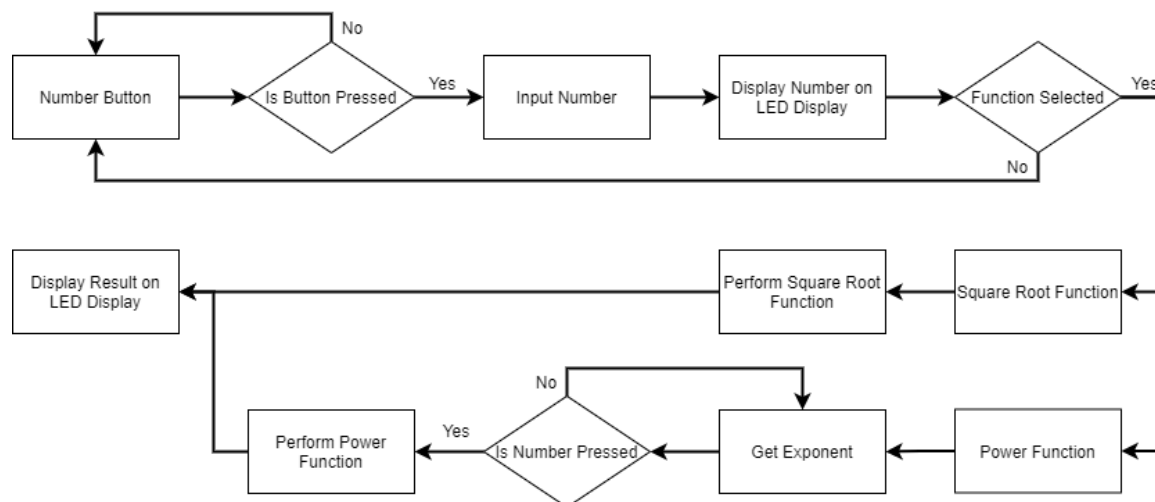 No
Number Button
Is Button Pressed
Yes
Input Number
Display Number on
LED Display
Function Selected
Yes
No
Display Result on
LED Display
Perform Square Root
Function
Square Root Function
No
Perform Power
Function
Yes
Is Number Pressed
Get Exponent
Power Function